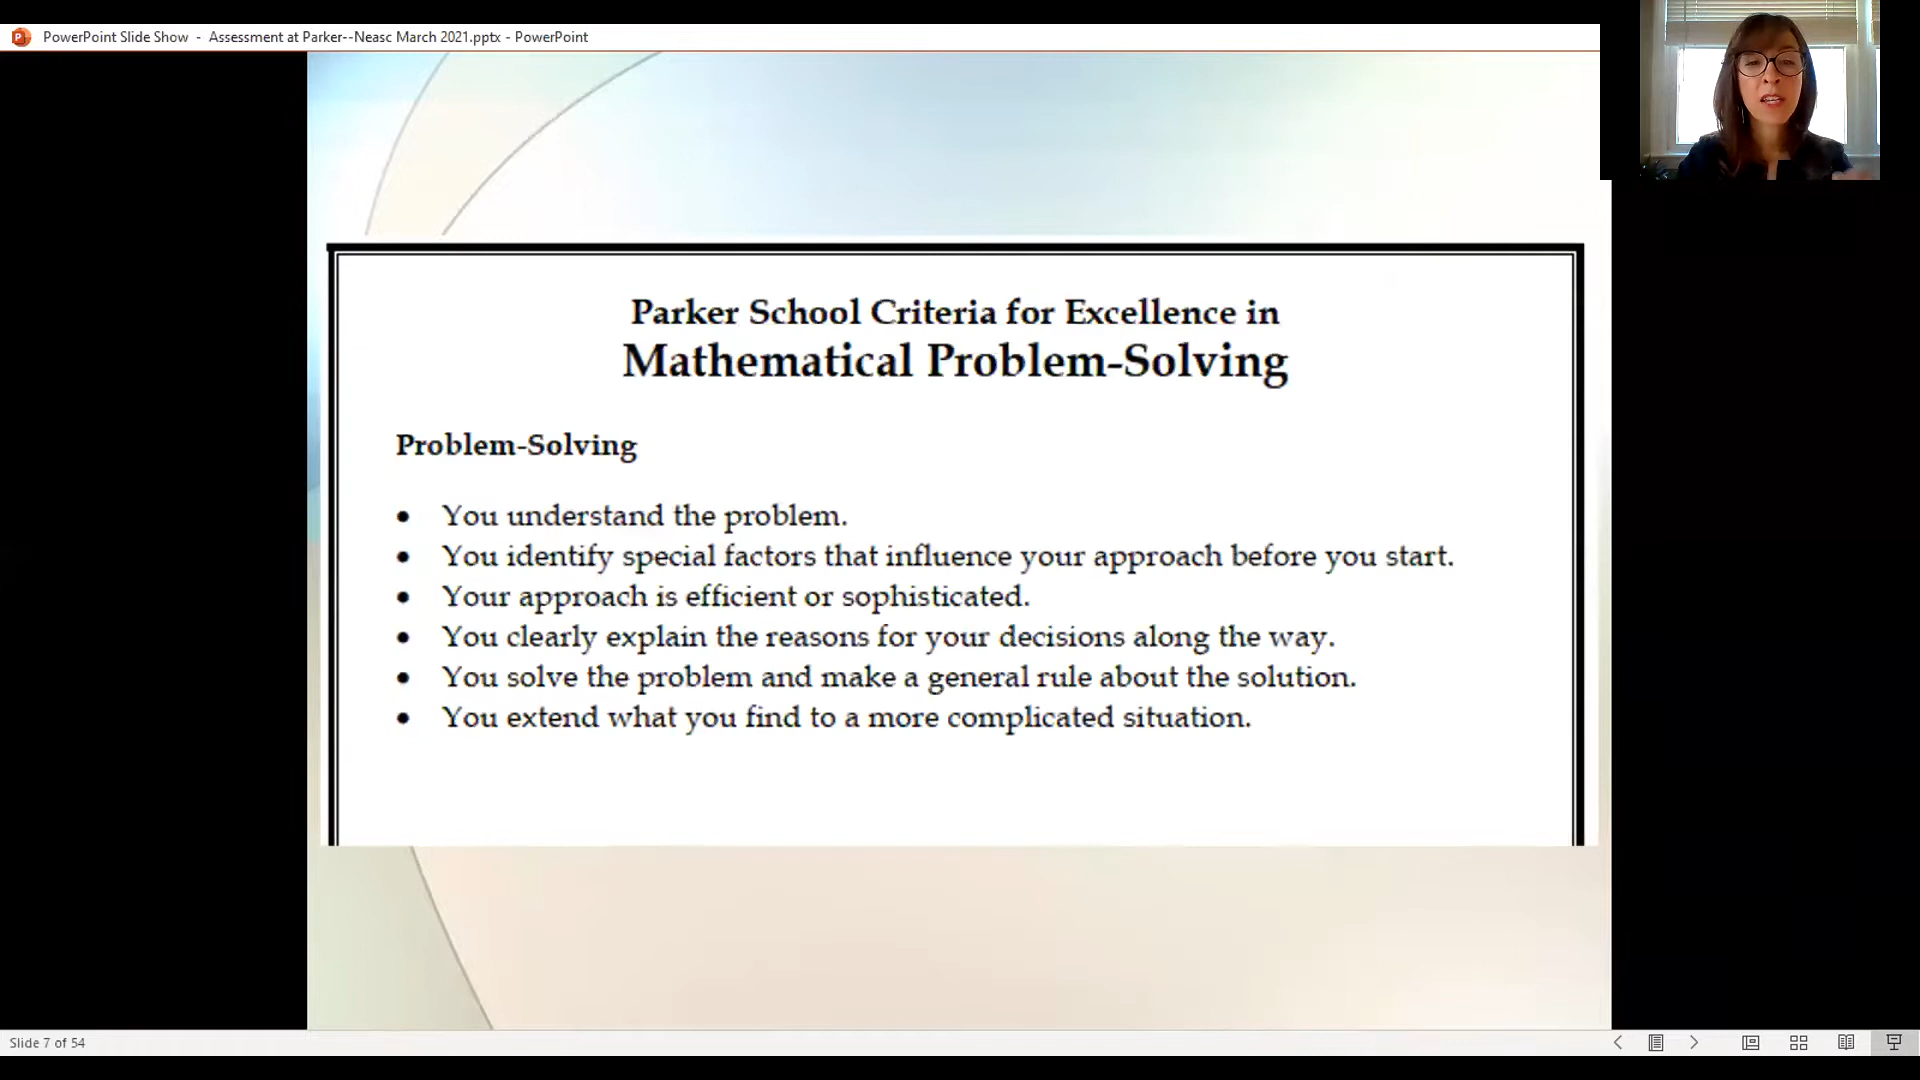 PowerPoint Slide Show - Assessment at Parker--Neasc March 2021.pptx - PowerPoint
Parker School Criteria for Excellence in
Mathematical Problem-Solving
Problem-Solving
• You understand the problem.
• You identify special factors that influence your approach before you start.
• Your approach is efficient or sophisticated.
• You clearly explain the reasons for your decisions along the way.
• You solve the problem and make a general rule about the solution.
• You extend what you find to a more complicated situation.
Slide 7 of 54